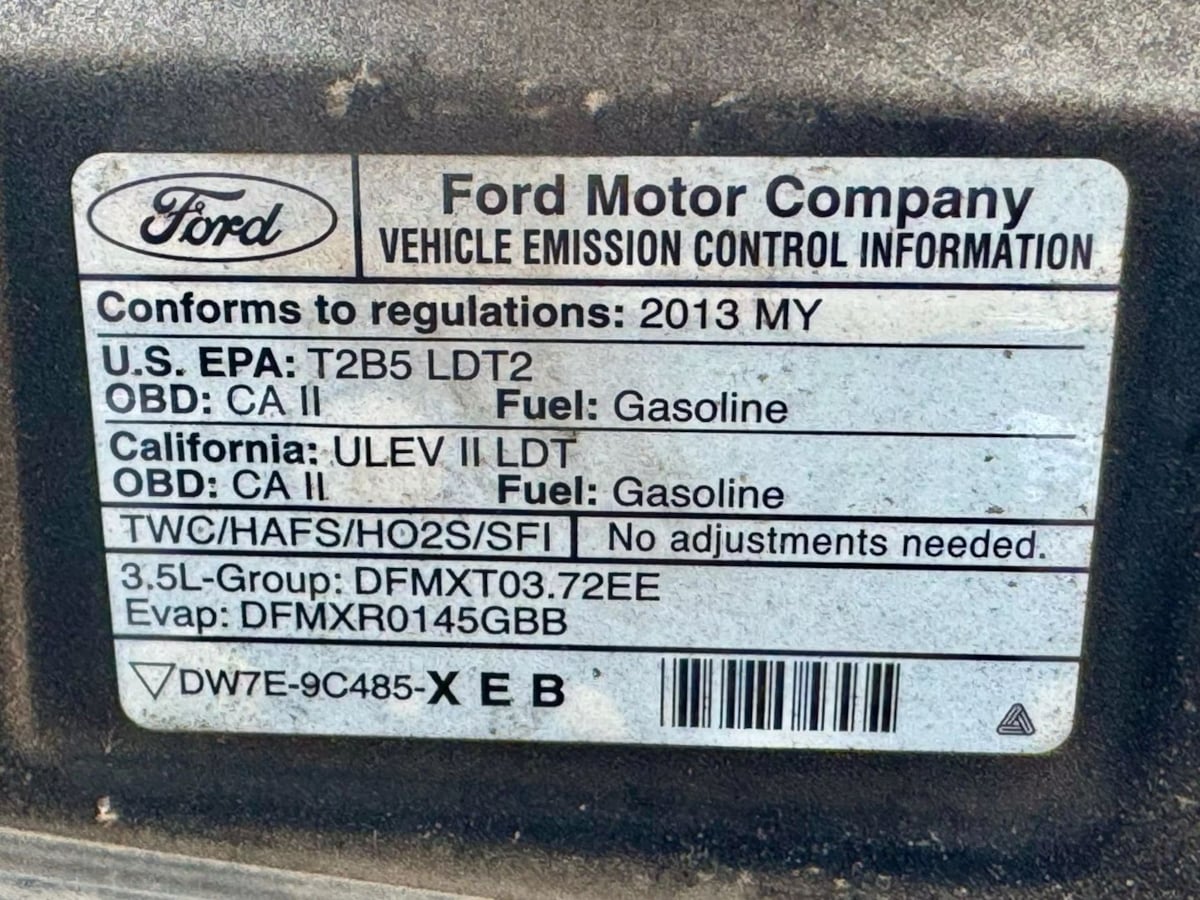 Ford
Ford Motor Company
VEHICLE EMISSION CONTROL INFORMATION
Conforms to regulations: 2013 MY
U.S. EPA: T2B5 LDT2
OBD: CA II Fuel: Gasoline
California: ULEV II LDT
OBD: CA II Fuel: Gasoline
TWC/HAFS/HO2S/SFI No adjustments needed.
3.5L-Group: DFMXT03.72EE
Evap: DFMXR0145GBB
DW7E-9C485-X E B